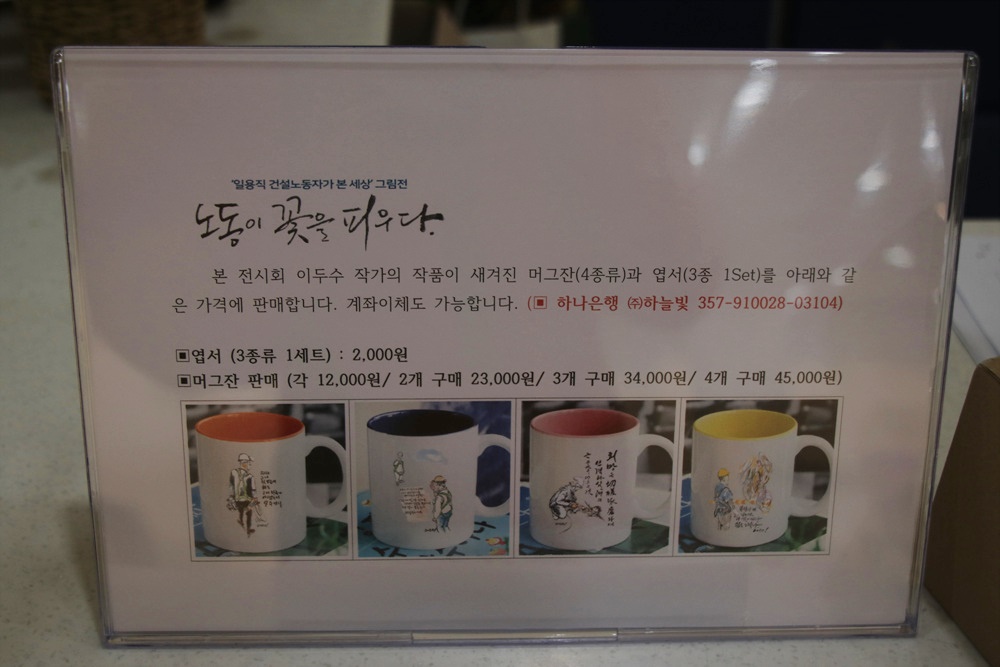 '일용직 건설노동자가 본 세상' 그림전
노동이 꽃을 피우다.
본 전시회 이두수 작가의 작품이 새겨진 머그잔(4종류)과 엽서(3종 1Set)를 아래와 같
은 가격에 판매합니다. 계좌이체도 가능합니다. (▣ 하나은행 ㈜하늘빛 357-910028-03104)
▣엽서 (3종류 1세트) : 2,000원
▣머그잔 판매 (각 12,000원/ 2개 구매 23,000원/ 3개 구매 34,000원/ 4개 구매 45,000원)